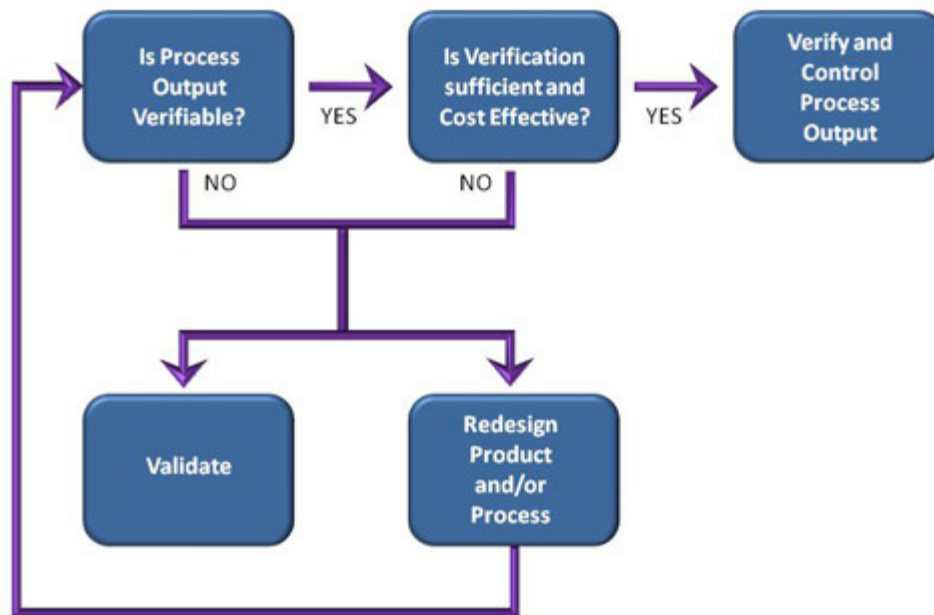 Is Process
Output
Verifiable?
YES
Is Verification
sufficient and
Cost Effective?
YES
Verify and
Control
Process
Output
NO
NO
Validate
Redesign
Product
and/or
Process